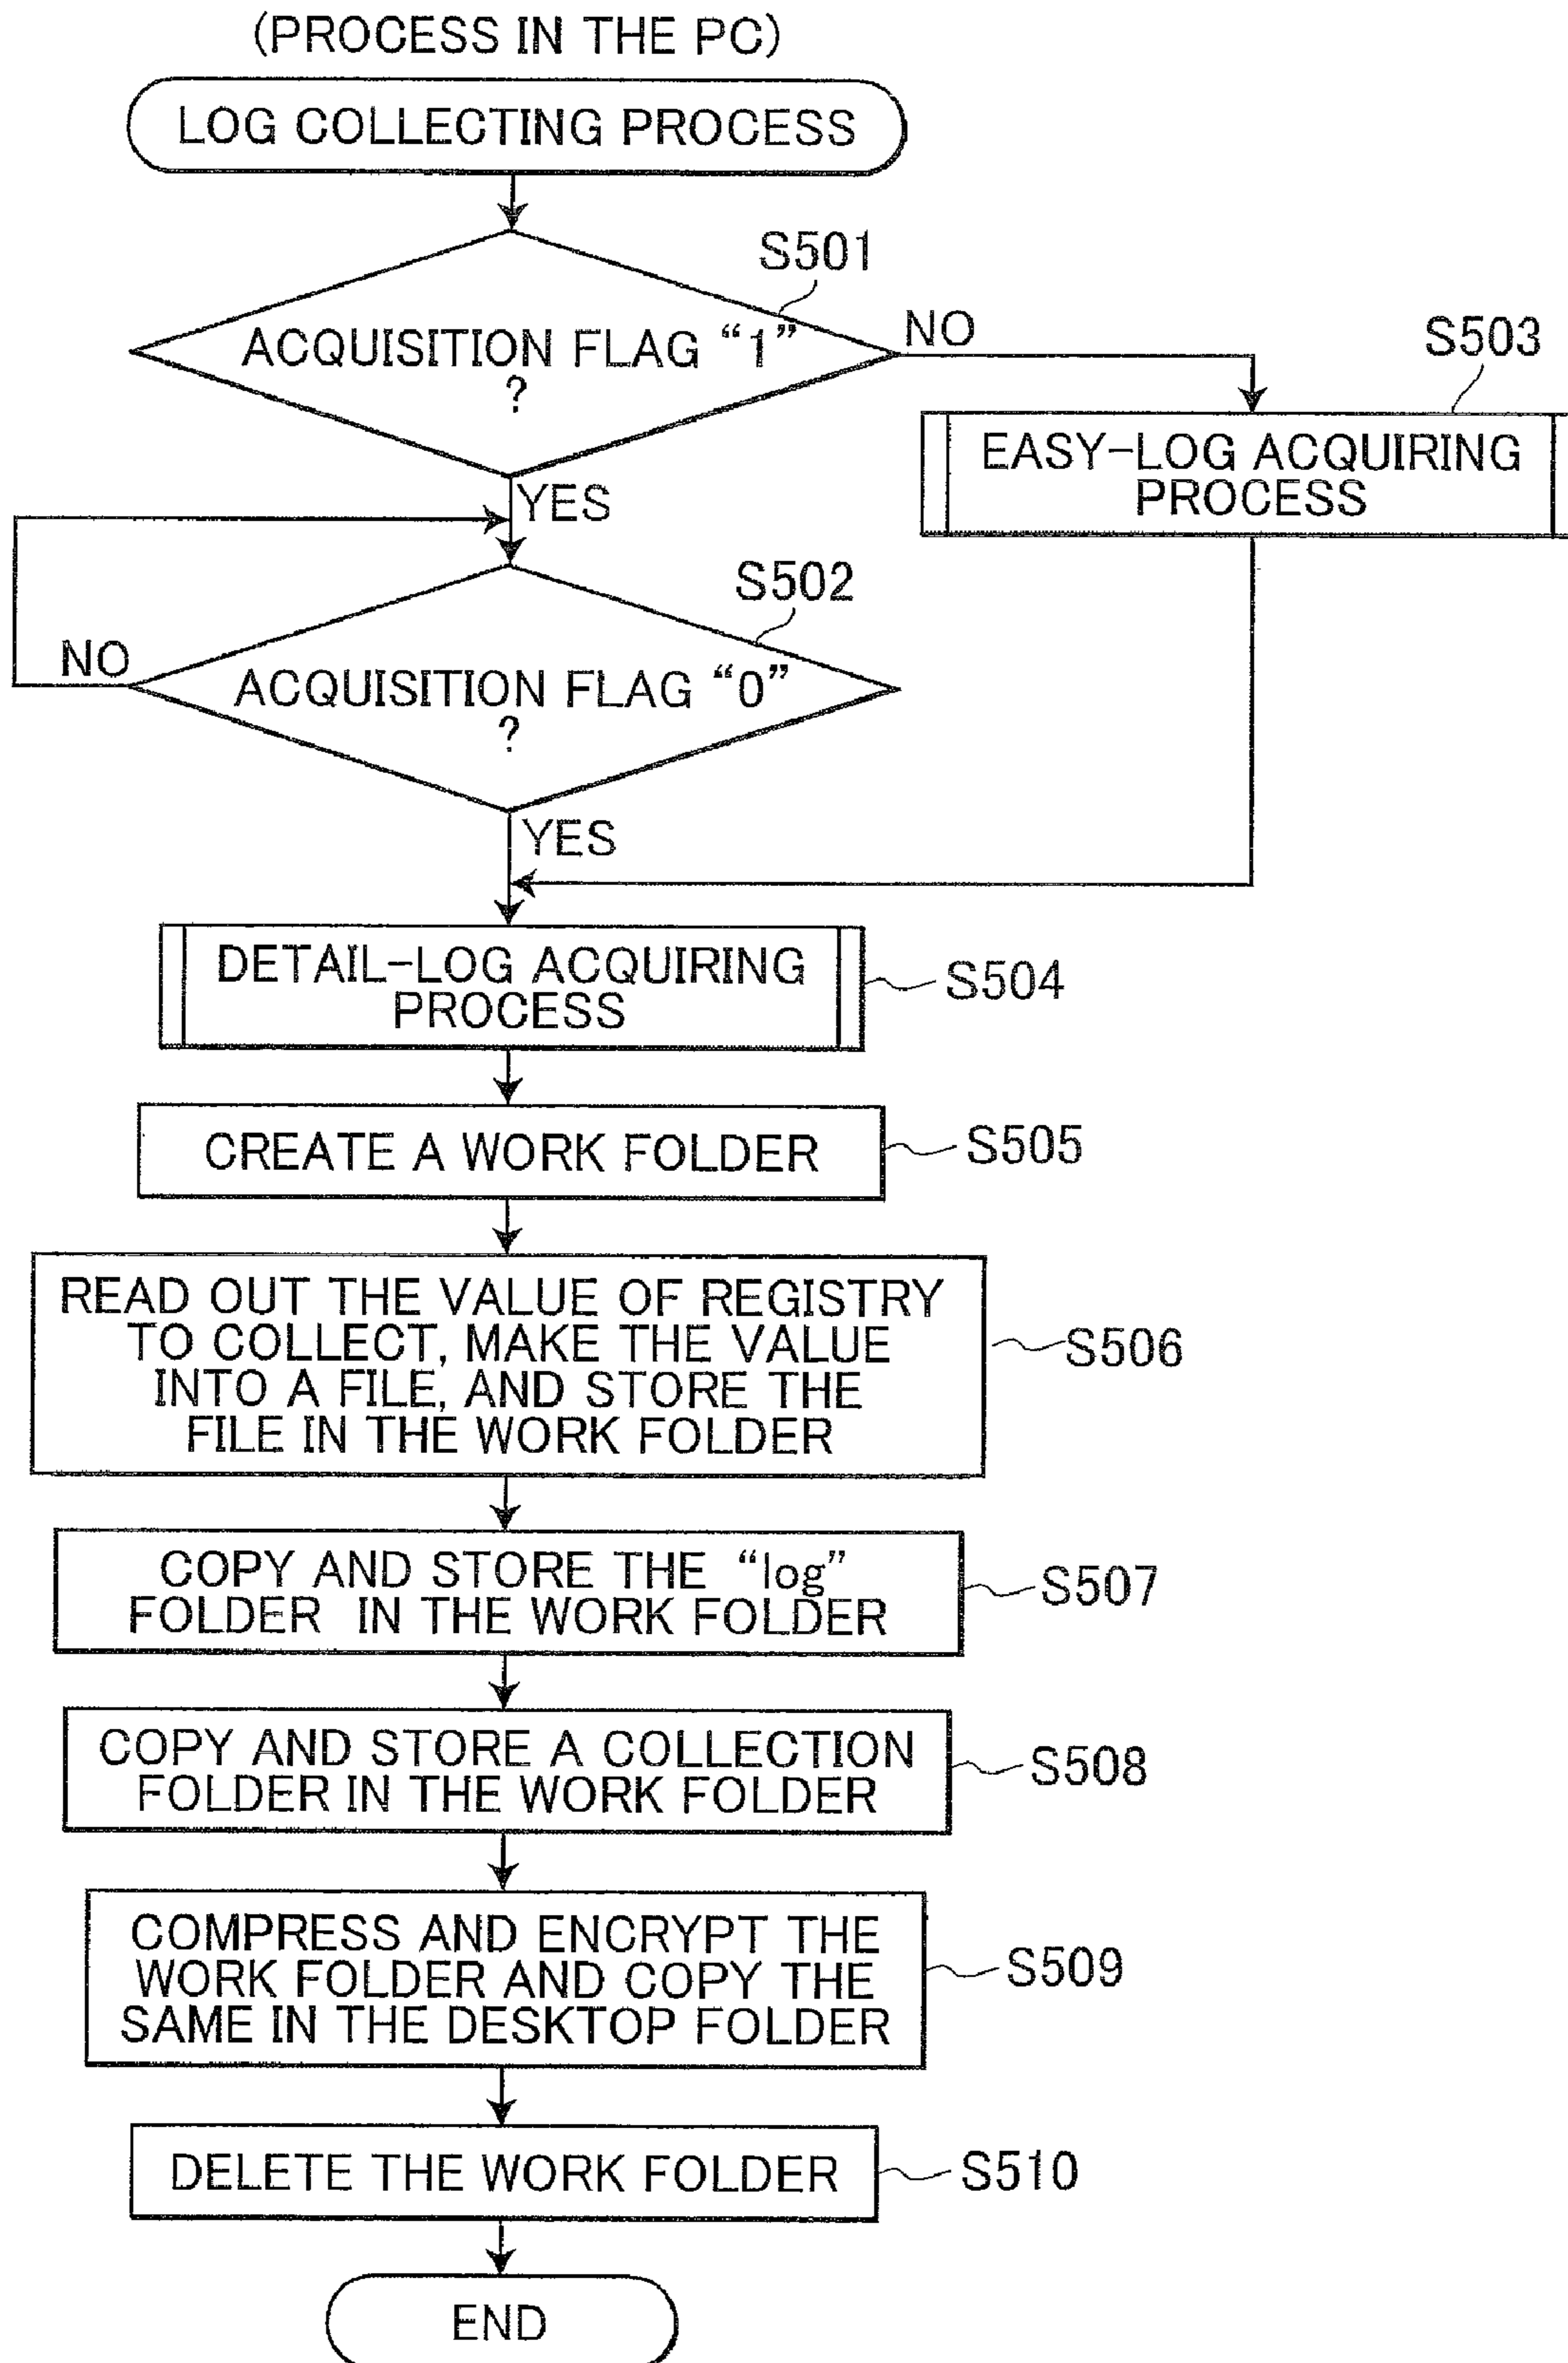 (PROCESS IN THE PC)
LOG COLLECTING PROCESS
S501
ACQUISITION FLAG “1”
?
NO
S503
EASY-LOG ACQUIRING
PROCESS
YES
S502
NO
ACQUISITION FLAG “0”
?
YES
DETAIL-LOG ACQUIRING
PROCESS
S504
CREATE A WORK FOLDER
S505
READ OUT THE VALUE OF REGISTRY
TO COLLECT, MAKE THE VALUE
INTO A FILE, AND STORE THE
FILE IN THE WORK FOLDER
S506
COPY AND STORE THE “log”
FOLDER IN THE WORK FOLDER
S507
COPY AND STORE A COLLECTION
FOLDER IN THE WORK FOLDER
S508
COMPRESS AND ENCRYPT THE
WORK FOLDER AND COPY THE
SAME IN THE DESKTOP FOLDER
S509
DELETE THE WORK FOLDER
S510
END